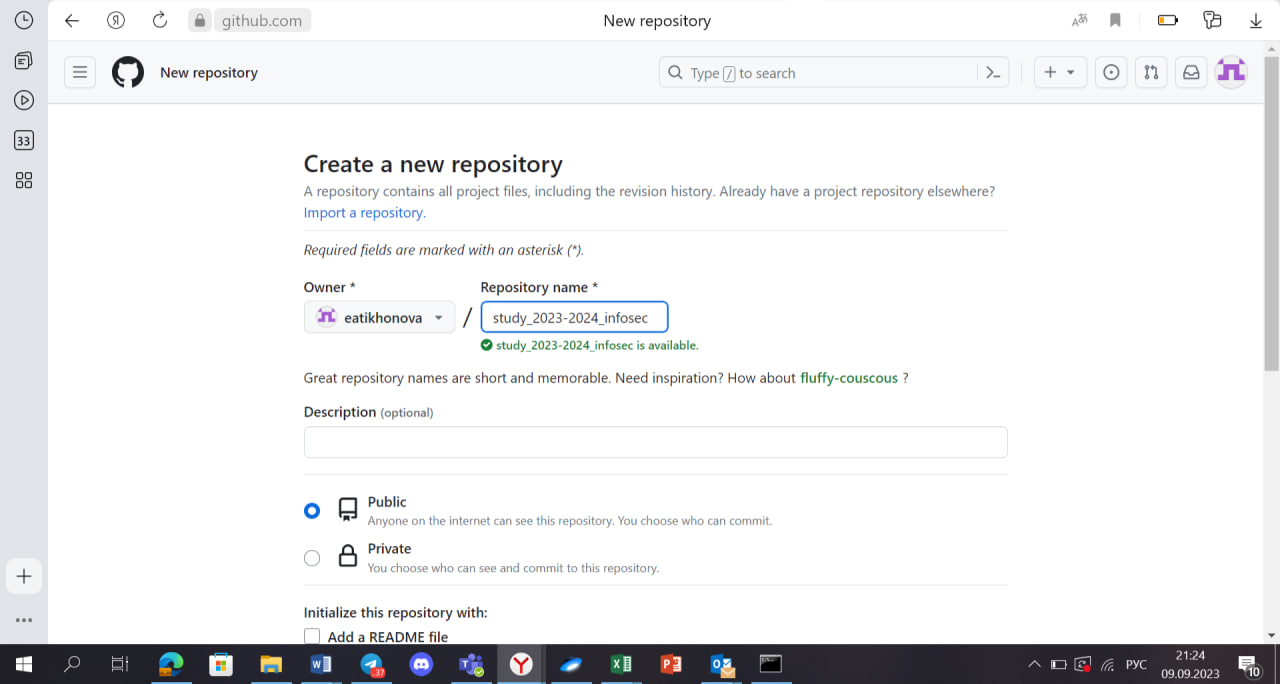 Я
github.com
New repository
33
New repository
Type / to search
Create a new repository
A repository contains all project files, including the revision history. Already have a project repository elsewhere?
Import a repository.
Required fields are marked with an asterisk (*).
Owner *
Repository name *
eatikhonova
/
study_2023-2024_infosec
study_2023-2024_infosec is available.
Great repository names are short and memorable. Need inspiration? How about fluffy-couscous ?
Description (optional)
Public
Anyone on the internet can see this repository. You choose who can commit.
Private
You choose who can see and commit to this repository.
Initialize this repository with:
Add a README file
37
РУС
21:24
09.09.2023
10